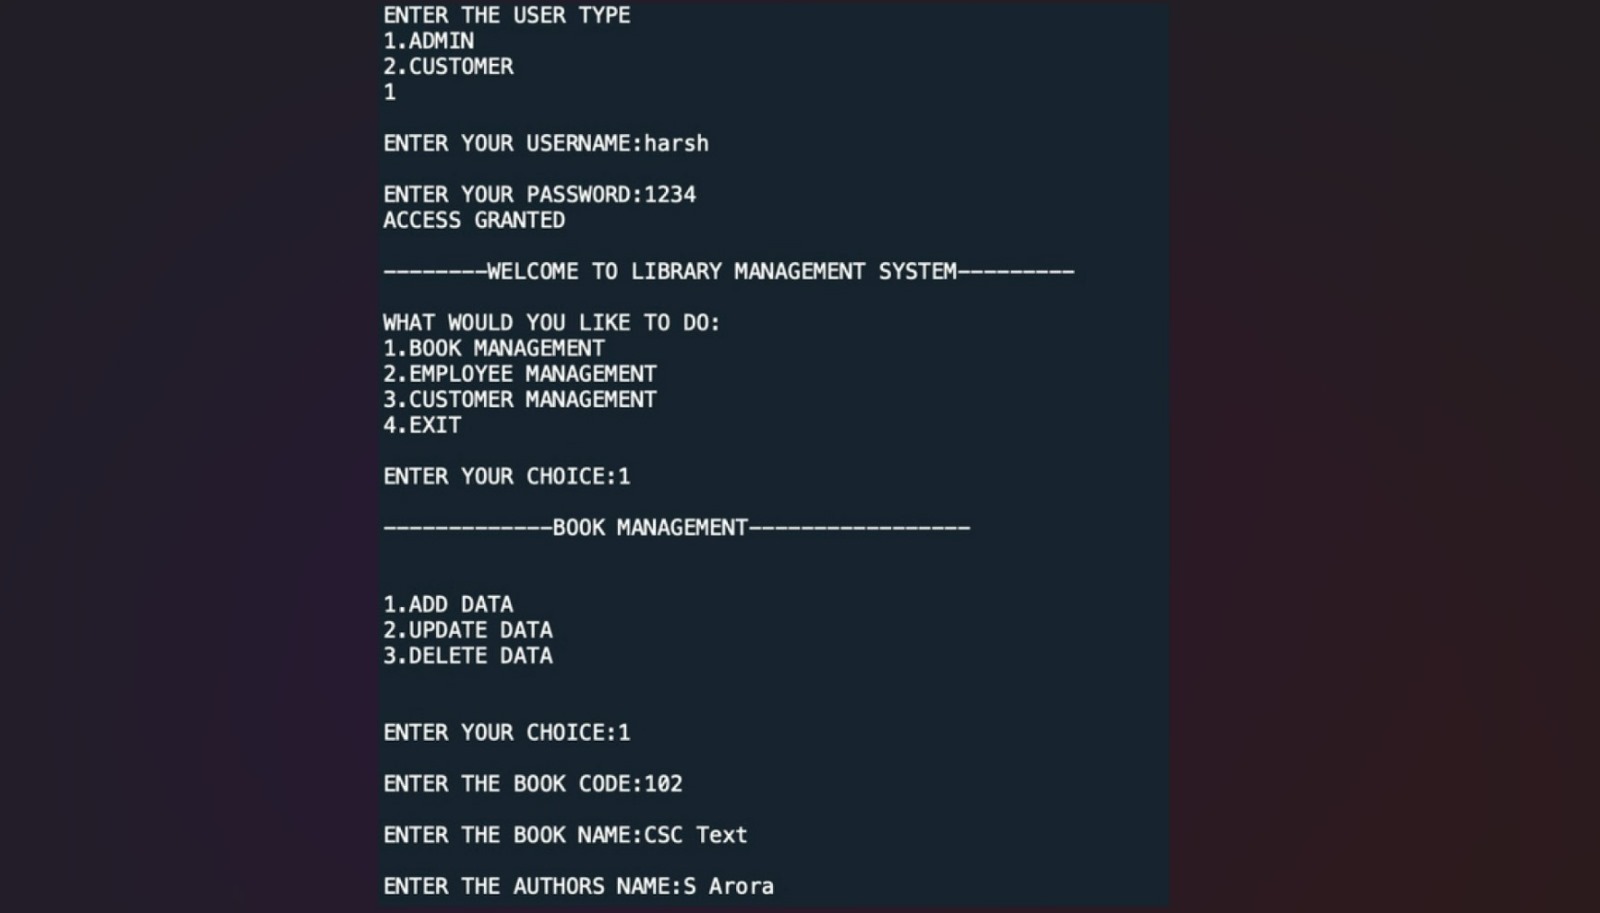 ENTER THE USER TYPE
1.ADMIN
2.CUSTOMER
1
ENTER YOUR USERNAME:harsh
ENTER YOUR PASSWORD:1234
ACCESS GRANTED
--------WELCOME TO LIBRARY MANAGEMENT SYSTEM---------
WHAT WOULD YOU LIKE TO DO:
1.BOOK MANAGEMENT
2.EMPLOYEE MANAGEMENT
3.CUSTOMER MANAGEMENT
4.EXIT
ENTER YOUR CHOICE:1
-------------BOOK MANAGEMENT-----------------
1.ADD DATA
2.UPDATE DATA
3.DELETE DATA
ENTER YOUR CHOICE:1
ENTER THE BOOK CODE:102
ENTER THE BOOK NAME:CSC Text
ENTER THE AUTHORS NAME:S Arora